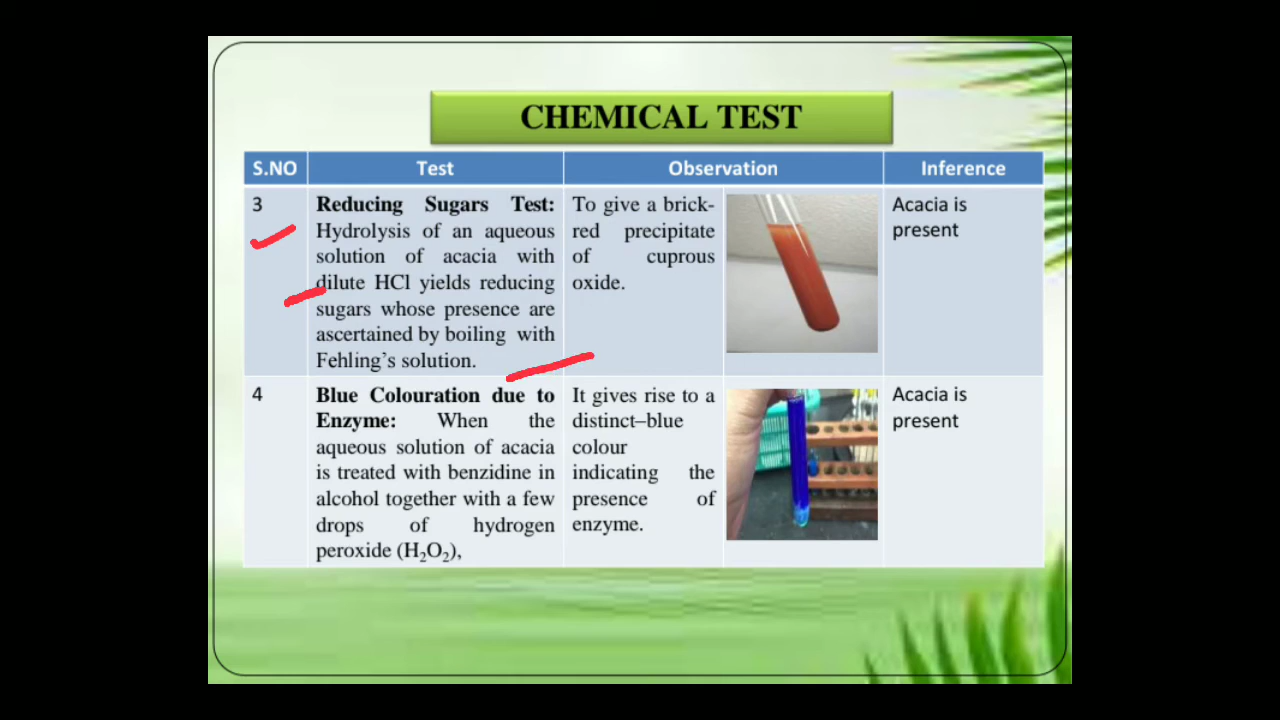 CHEMICAL TEST
S.NO Test Observation Inference
3
Reducing Sugars Test:
Hydrolysis of an aqueous
solution of acacia with
dilute HCl yields reducing
sugars whose presence are
ascertained by boiling with
Fehling’s solution.
To give a brick-
red precipitate
of cuprous
oxide.
Acacia is
present
4
Blue Colouration due to
Enzyme: When the
aqueous solution of acacia
is treated with benzidine in
alcohol together with a few
drops of hydrogen
peroxide (H₂O₂),
It gives rise to a
distinct–blue
colour
indicating the
presence of
enzyme.
Acacia is
present